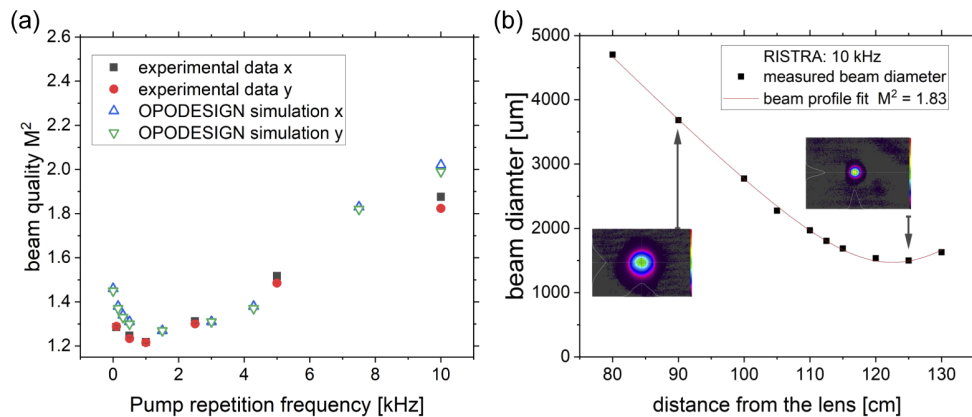 (a)
2.6
2.4
2.2
2.0
1.8
1.6
1.4
1.2
beam quality M²
experimental data x
experimental data y
OPODESIGN simulation x
OPODESIGN simulation y
0
2
4
6
8
10
Pump repetition frequency [kHz]
(b)
5000
4000
3000
2000
1000
0
beam diamter [um]
RISTRA: 10 kHz
measured beam diameter
beam profile fit M² = 1.83
80
90
100
110
120
130
distance from the lens [cm]